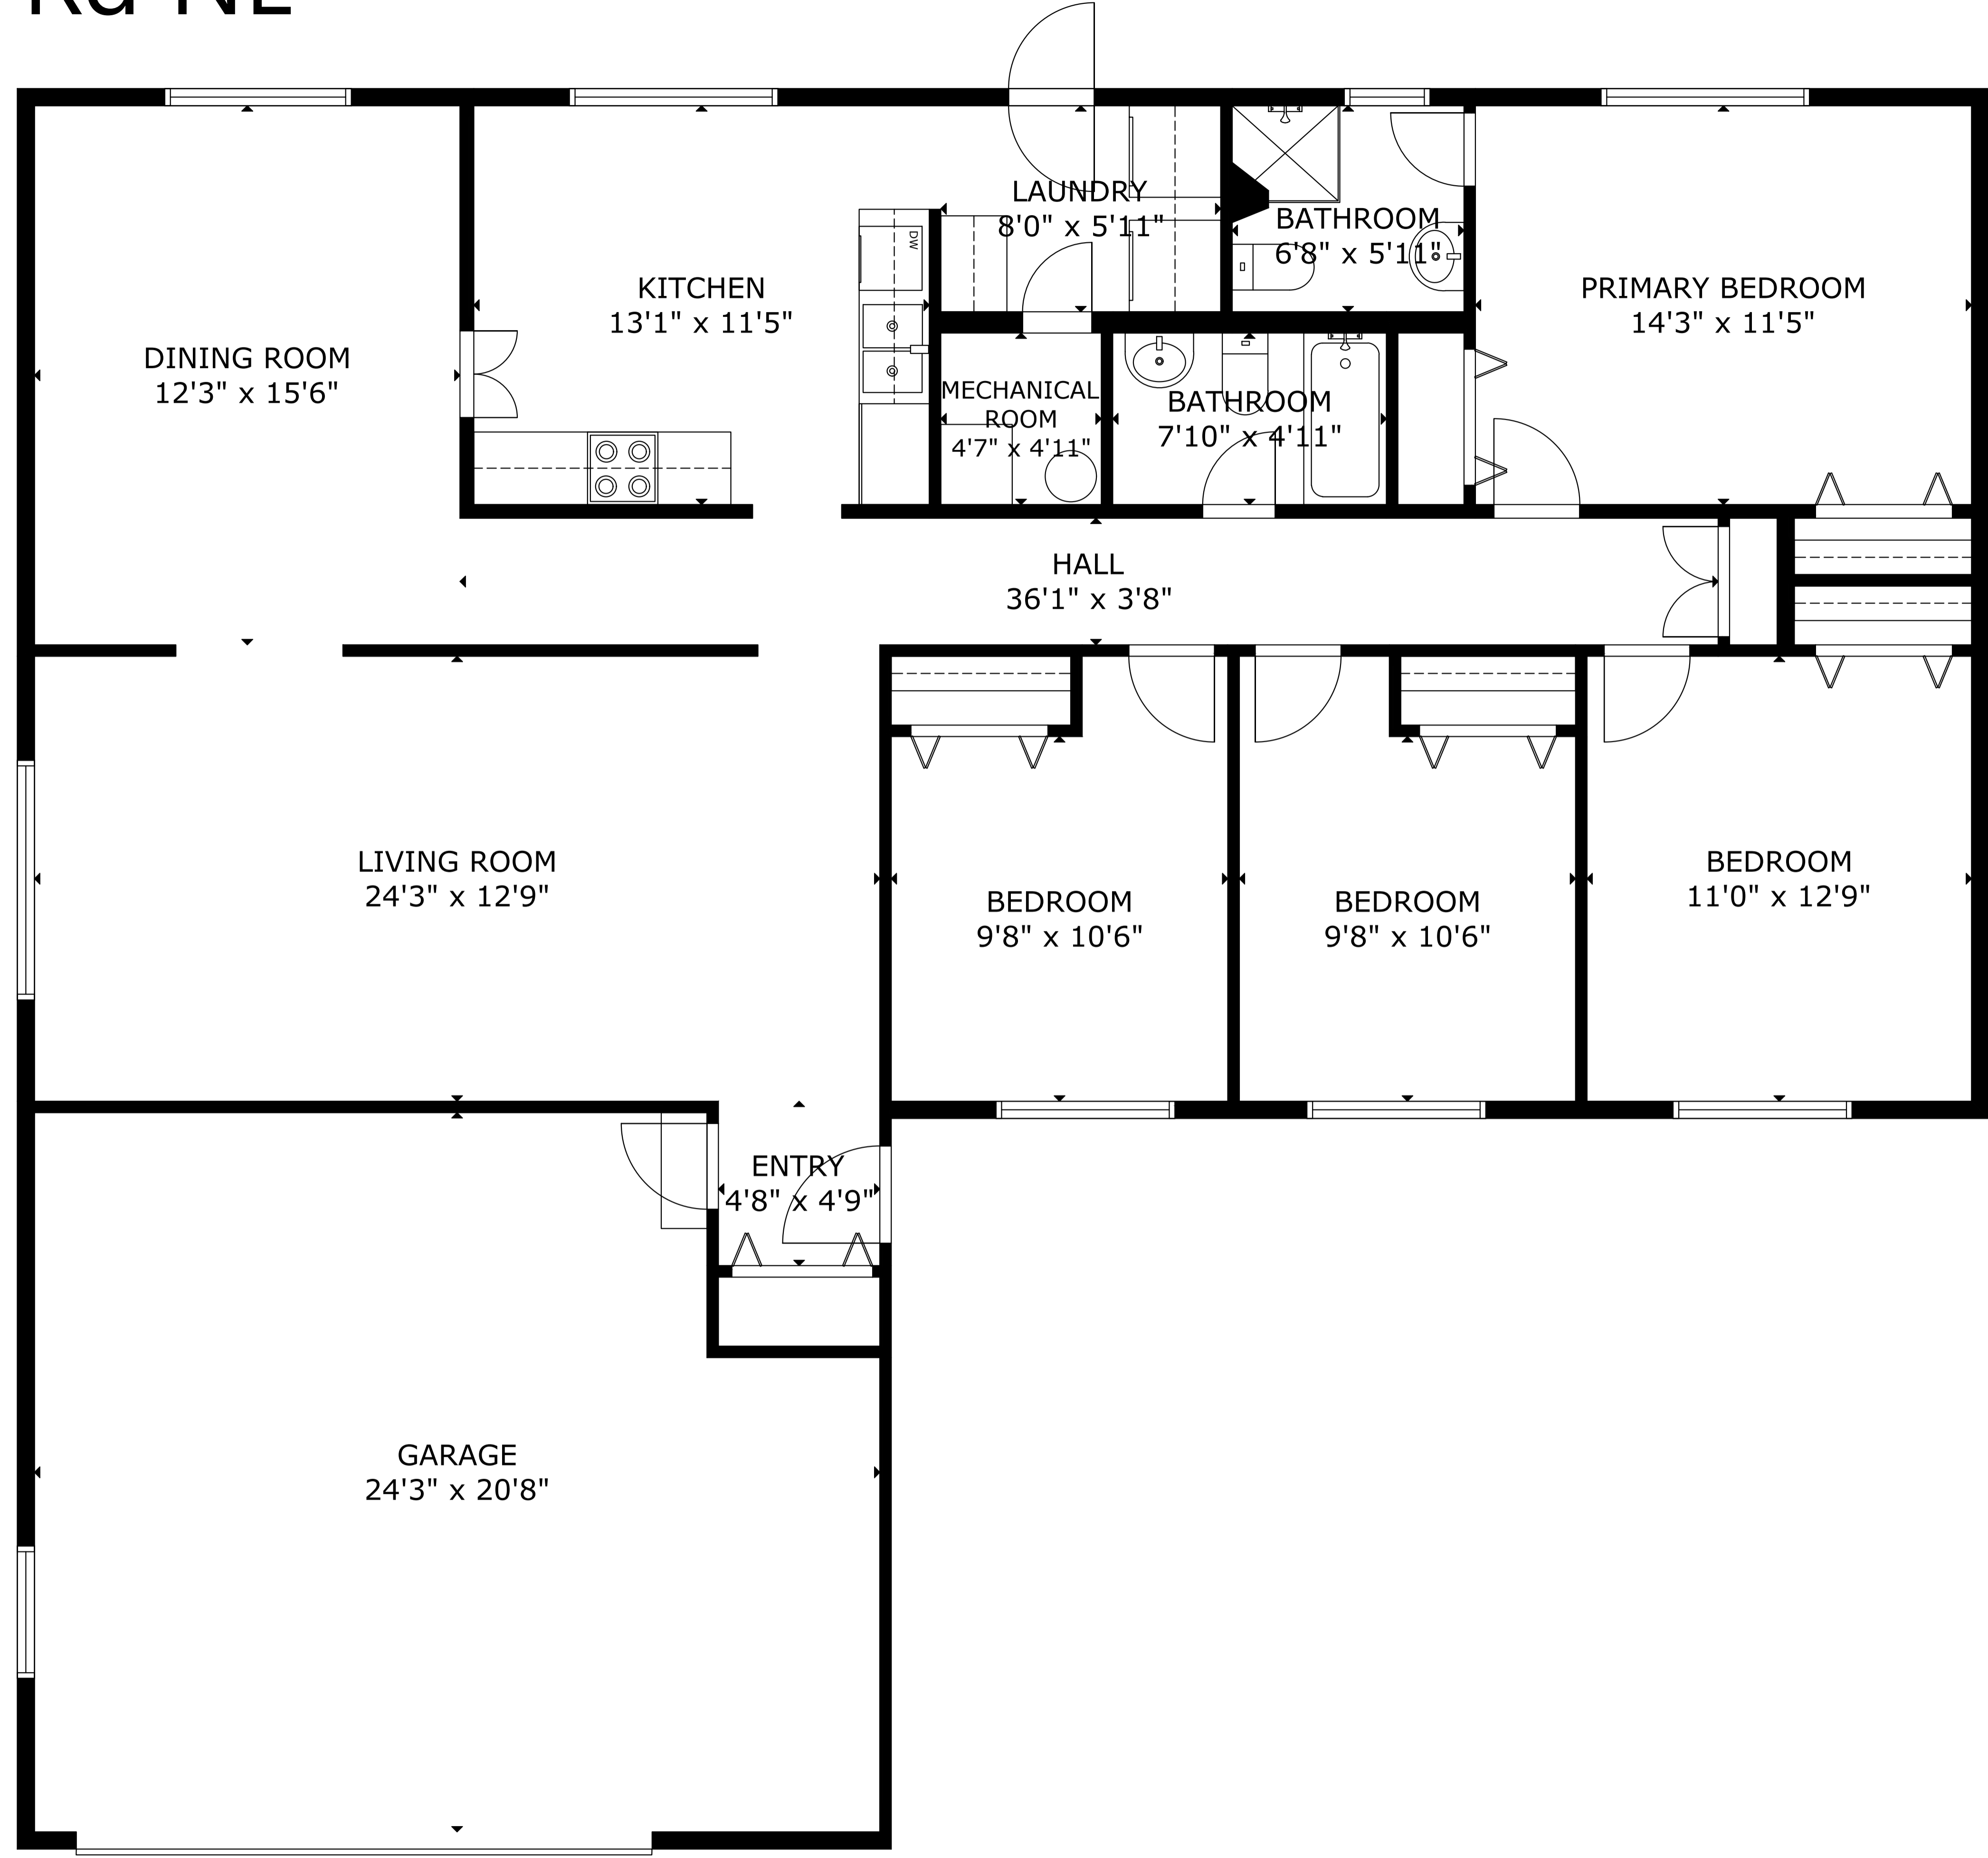 Rd NE
LAUNDRY
8'0" x 5'11"
BATHROOM
6'8" x 5'11"
DW
KITCHEN
13'1" x 11'5"
PRIMARY BEDROOM
14'3" x 11'5"
DINING ROOM
12'3" x 15'6"
MECHANICAL
ROOM
4'7" x 4'11"
BATHROOM
7'10" x 4'11"
HALL
36'1" x 3'8"
LIVING ROOM
24'3" x 12'9"
BEDROOM
9'8" x 10'6"
BEDROOM
9'8" x 10'6"
BEDROOM
11'0" x 12'9"
ENTRY
4'8" x 4'9"
GARAGE
24'3" x 20'8"